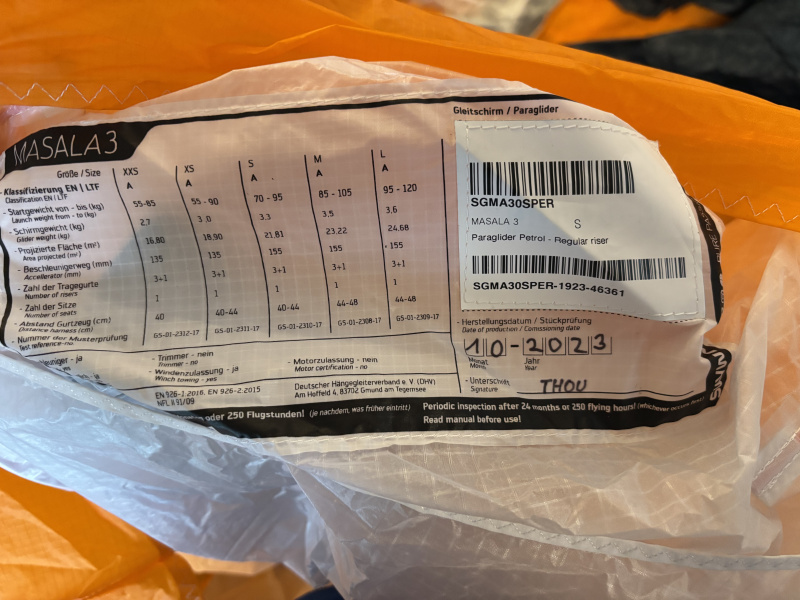 MASALA 3
Größe / Size XXS XS S M L
- Klassifizierung EN | LTF A A A A A
Classification EN | LTF
- Startgewicht von - bis (kg) 55-85 55-90 70-95 85-105 95-120
Launch weight from - to (kg)
- Schirmgewicht (kg) 2.7 3.0 3.3 3.5 3.6
Glider weight (kg)
- Projizierte Fläche (m²) 16.80 18.90 21.81 23.22 24.68
Area projected (m²)
- Beschleunigerweg (mm) 135 135 155 155 155
Accellerator (mm)
- Zahl der Tragegurte 3+1 3+1 3+1 3+1 3+1
Number of risers
- Zahl der Sitze 1 1 1 1 1
Number of seats
- Abstand Gurtzeug (cm) 40 40-44 40-44 44-48 44-48
Distance harness (cm)
- Nummer der Musterprüfung GS-01-2312-17 GS-01-2311-17 GS-01-2310-17 GS-01-2308-17 GS-01-2309-17
Test reference-no.
- ja
- Trimmer - nein
Trimmer - no
- Motorzulassung - nein
Motor certification - no
- Windenzulassung - ja
Winch towing - yes
EN 926-1:2016, EN 926-2:2015
NFL II 91/09
Deutscher Hängegleiterverband e. V. (DHV)
Am Heffeld 4, 83702 Gmund am Tegernsee
oder 250 Flugstunden! (je nachdem, was früher eintritt)
Periodic inspection after 24 months or 250 flying hours! (whichever occurs first)
Read manual before use!
Gleitschirm / Paraglider
SGMA30SPER
MASALA 3 S
Paraglider Petrol - Regular riser
SGMA30SPER-1923-46361
- Herstellungsdatum / Stückprüfung
Date of production / Comissioning date
10-2023
Monat Jahr
Month Year
- Unterschrift THOU
Signature
SWING